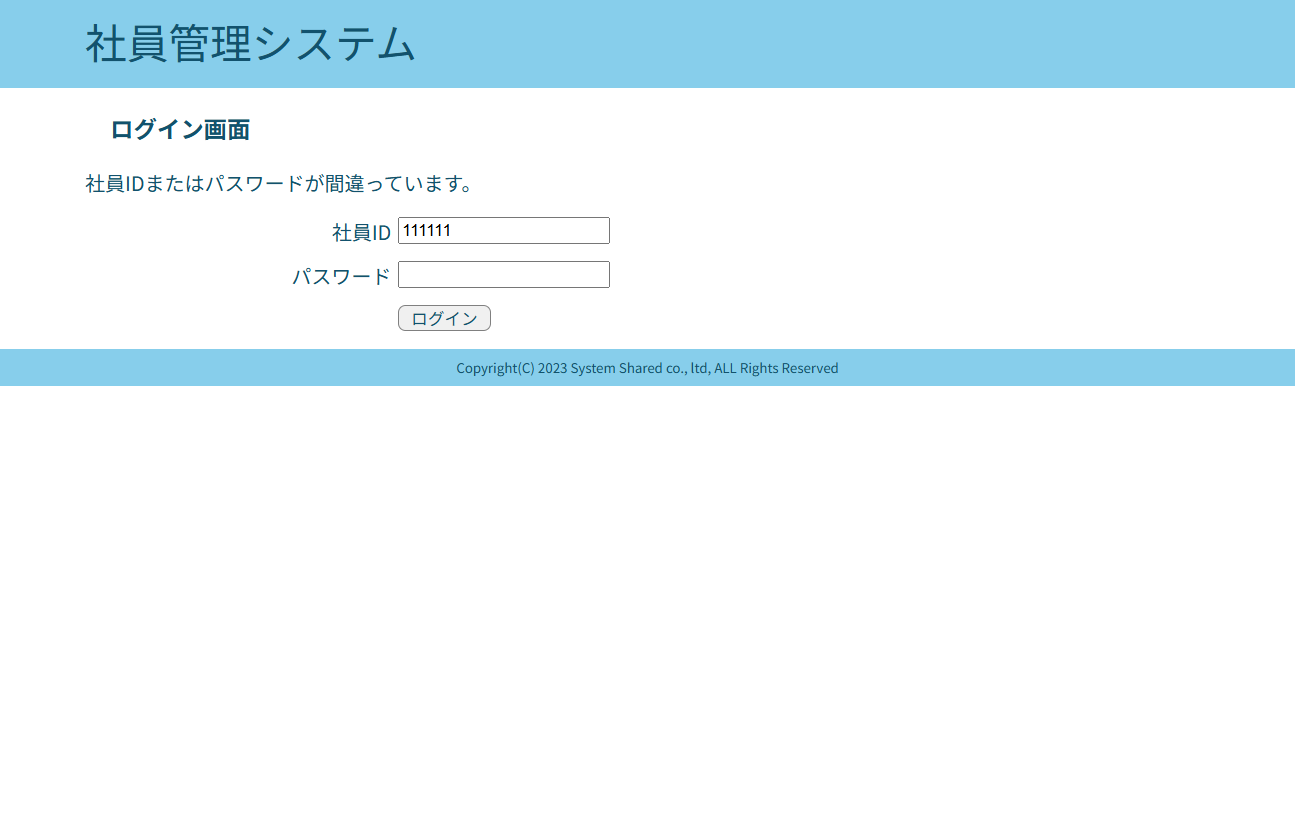 社員管理システム
ログイン画面
社員IDまたはパスワードが間違っています。
社員ID 111111
パスワード
ログイン
Copyright(C) 2023 System Shared co., ltd, ALL Rights Reserved